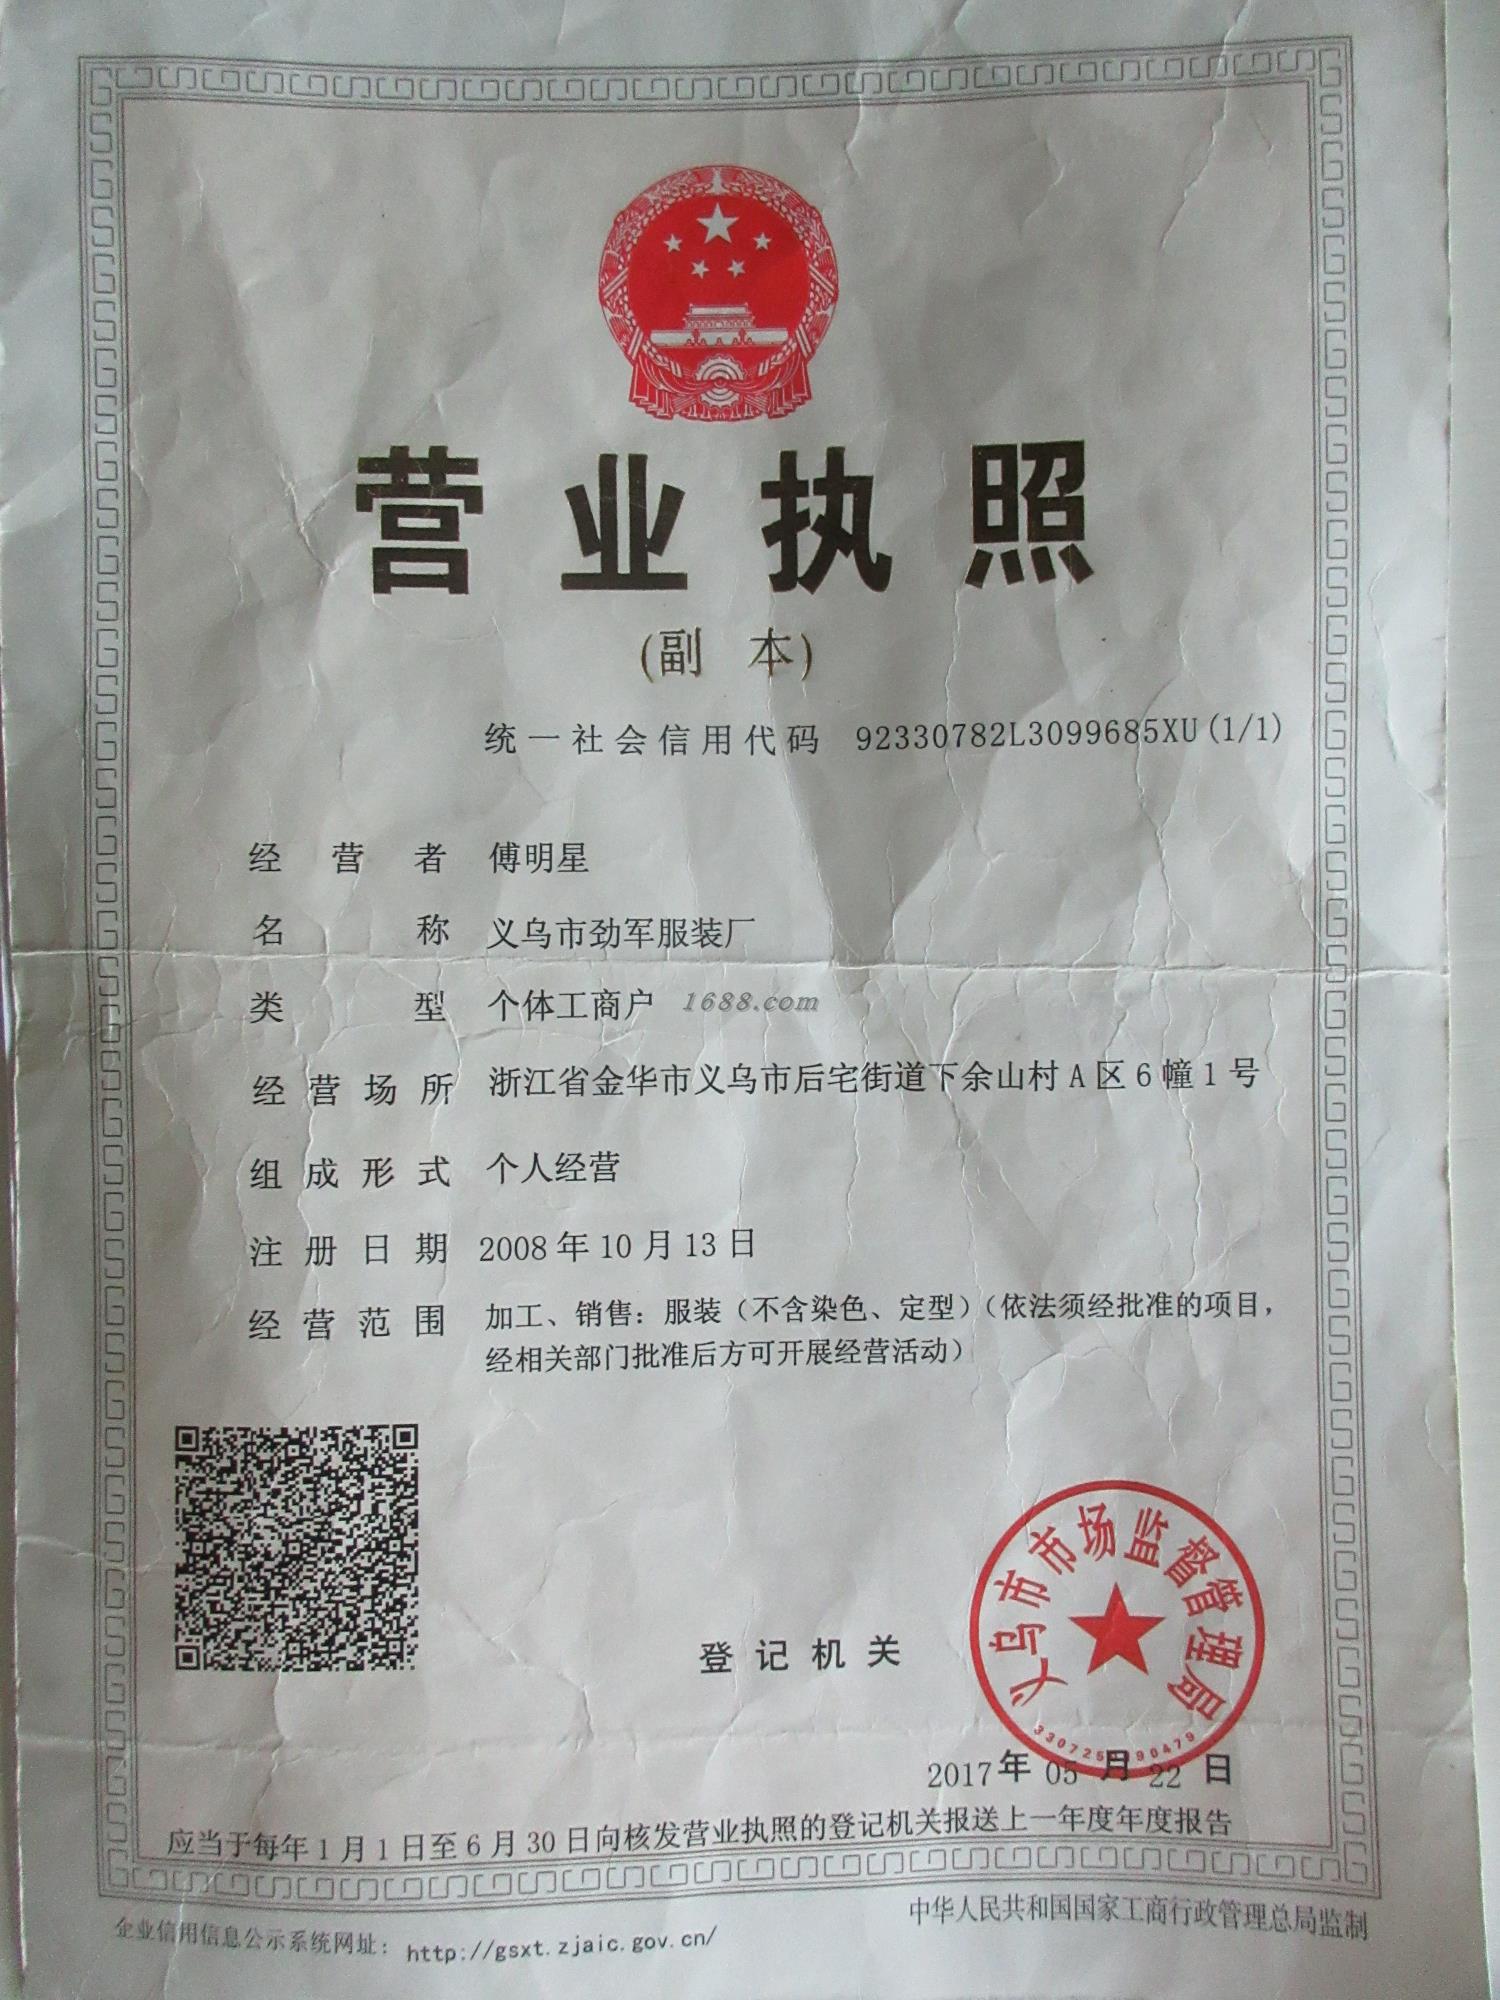 营业执照
(副 本)
统一社会信用代码 92330782L3099685XU(1/1)
经营者 傅明星
名称 义乌市劲军服装厂
类型 个体工商户
1688.com
经营场所 浙江省金华市义乌市后宅街道下余山村A区6幢1号
组成形式 个人经营
注册日期 2008年10月13日
经营范围 加工、销售：服装（不含染色、定型）（依法须经批准的项目，
经相关部门批准后方可开展经营活动）
义乌市市场监督管理局
登记机关
2017年05月22日
应当于每年1月1日至6月30日向核发营业执照的登记机关报送上一年度年度报告
企业信用信息公示系统网址： http://gsxt.zjaic.gov.cn/
中华人民共和国国家工商行政管理总局监制